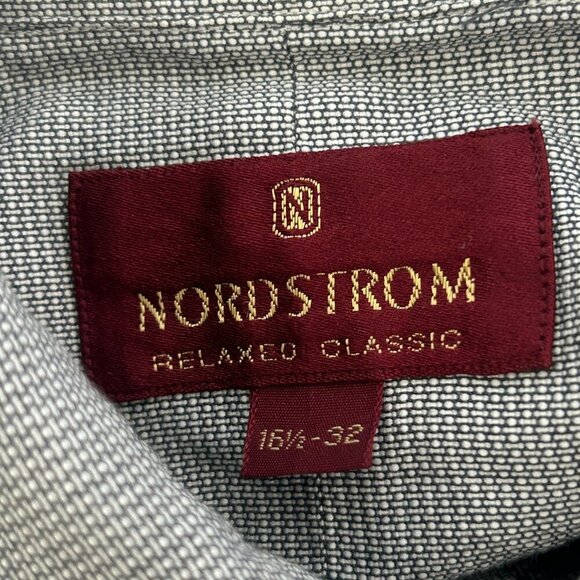 N
NORDSTROM
RELAXED CLASSIC
16½-32